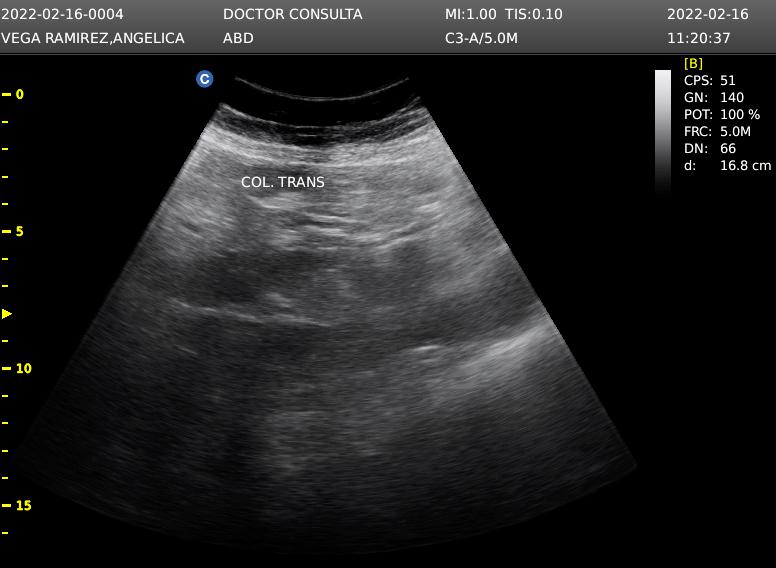 2022-02-16-0004 DOCTOR CONSULTA MI:1.00 TIS:0.10 2022-02-16
VEGA RAMIREZ,ANGELICA ABD C3-A/5.0M 11:20:37
C
[B]
CPS: 51
GN: 140
POT: 100 %
FRC: 5.0M
DN: 66
d: 16.8 cm
0
COL. TRANS
5
10
15